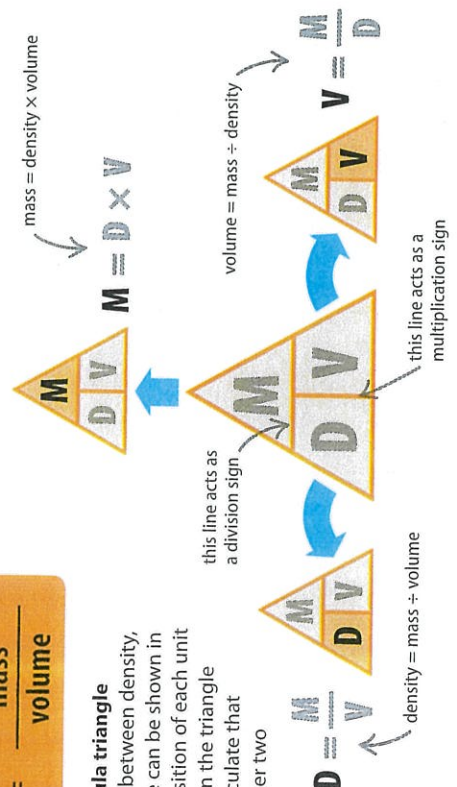 mass
=
volume
ula triangle
between density,
e can be shown in
sition of each unit
n the triangle
culate that
er two
mass = density × volume
M
D V
M = D × V
this line acts as
a division sign
M
D V
volume = mass ÷ density
M
D V
V = M
D
this line acts as a
multiplication sign
M
D V
D = M
V
density = mass ÷ volume